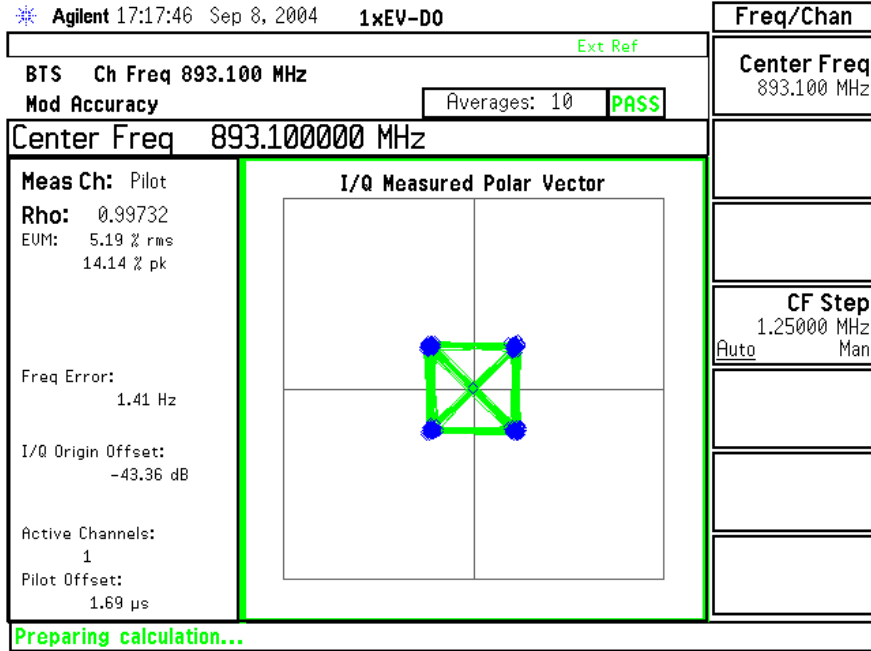 Agilent 17:17:46 Sep 8, 2004 1xEV-DO
Freq/Chan
Ext Ref
BTS Ch Freq 893.100 MHz
Mod Accuracy
Averages: 10
PASS
Center Freq 893.100000 MHz
Meas Ch: Pilot
Rho: 0.99732
EVM: 5.19 % rms
14.14 % pk
Freq Error:
1.41 Hz
I/Q Origin Offset:
-43.36 dB
Active Channels:
1
Pilot Offset:
1.69 µs
I/Q Measured Polar Vector
Center Freq
893.100 MHz
CF Step
1.25000 MHz
Auto Man
Preparing calculation...